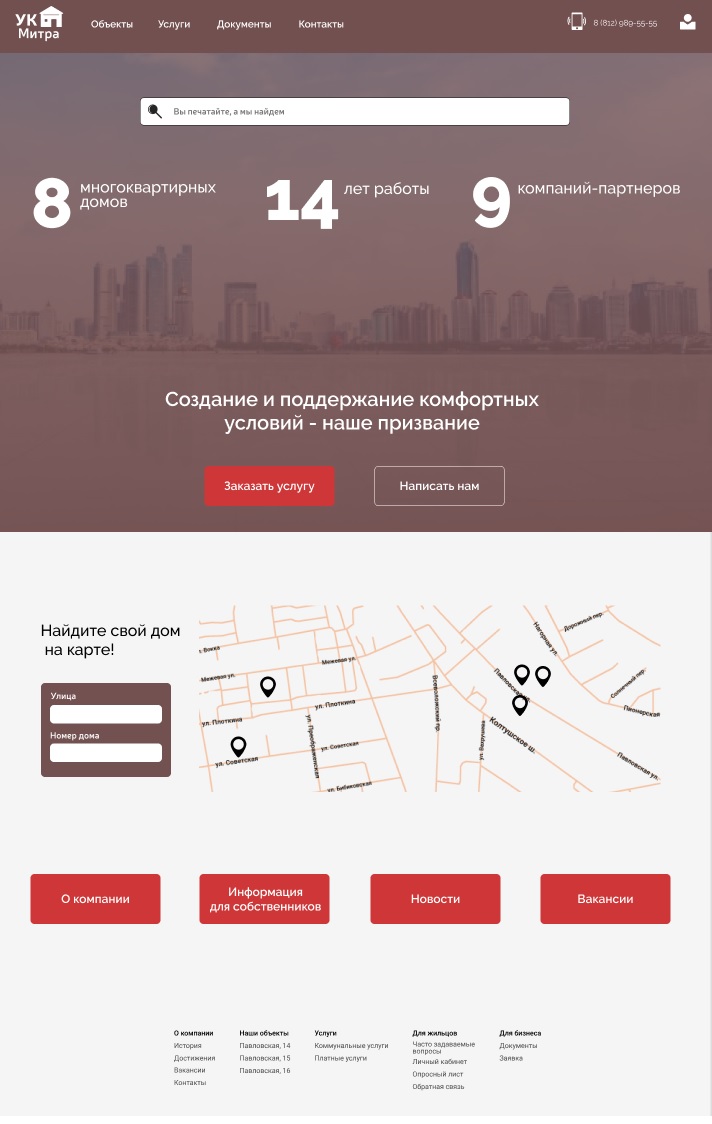 УК
Митра
Объекты
Услуги
Документы
Контакты
8 (812) 989-55-55
Вы печатайте, а мы найдем
8
многоквартирных
домов
14
лет работы
9
компаний-партнеров
Создание и поддержание комфортных
условий - наше призвание
Заказать услугу
Написать нам
Найдите свой дом
на карте!
Улица
Номер дома
Межевая ул.
ул. Плоткина
ул. Советская
Межевая ул.
ул. Плоткина
ул. Преображенская
ул. Советская
ул. Бибиковская
Всеволожский пр.
ул. Вахрушева
Павловская ул.
Колтушское ш.
Нагорная ул.
Дорожный пер.
Солнечный пер.
Пионерская
Павловская ул.
О компании
Информация
для собственников
Новости
Вакансии
О компании
История
Достижения
Вакансии
Контакты
Наши объекты
Павловская, 14
Павловская, 15
Павловская, 16
Услуги
Коммунальные услуги
Платные услуги
Для жильцов
Часто задаваемые
вопросы
Личный кабинет
Опросный лист
Обратная связь
Для бизнеса
Документы
Заявка